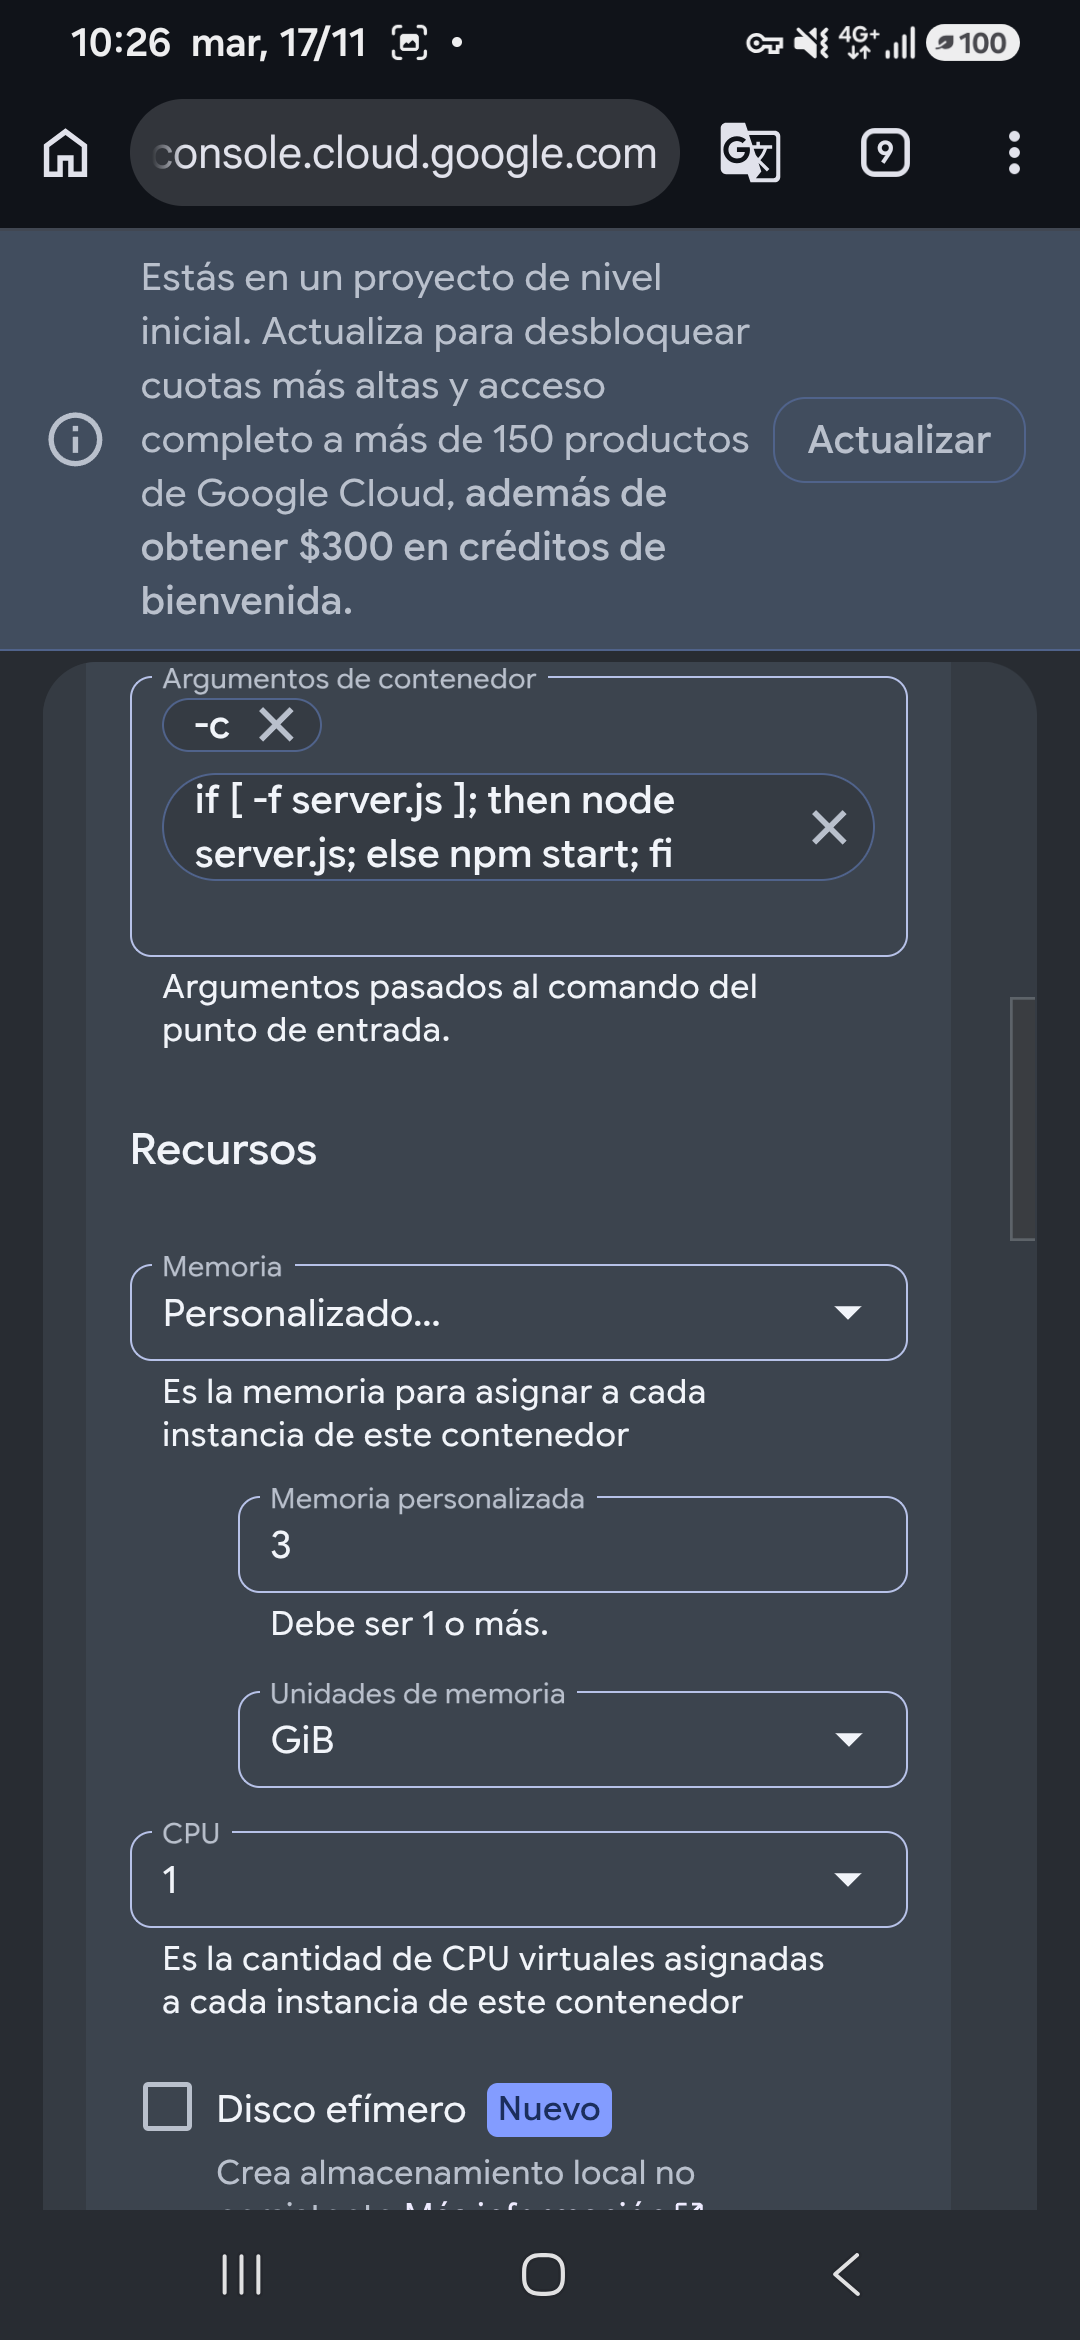 10:26 mar, 17/11
4G+
100
console.cloud.google.com
9
Estás en un proyecto de nivel
inicial. Actualiza para desbloquear
cuotas más altas y acceso
completo a más de 150 productos
de Google Cloud, además de
obtener $300 en créditos de
bienvenida.
Actualizar
Argumentos de contenedor
-c
if [ -f server.js ]; then node
server.js; else npm start; fi
Argumentos pasados al comando del
punto de entrada.
Recursos
Memoria
Personalizado...
Es la memoria para asignar a cada
instancia de este contenedor
Memoria personalizada
3
Debe ser 1 o más.
Unidades de memoria
GiB
CPU
1
Es la cantidad de CPU virtuales asignadas
a cada instancia de este contenedor
Disco efímero Nuevo
Crea almacenamiento local no
Más información